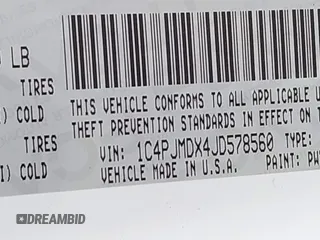 LB
TIRES
THIS VEHICLE CONFORMS TO ALL APPLICABLE
) COLD
THEFT PREVENTION STANDARDS IN EFFECT ON
TIRES
VIN: 1C4PJMDX4JD578560 TYPE:
I) COLD
VEHICLE MADE IN U.S.A. PAINT: PW
DREAMBID